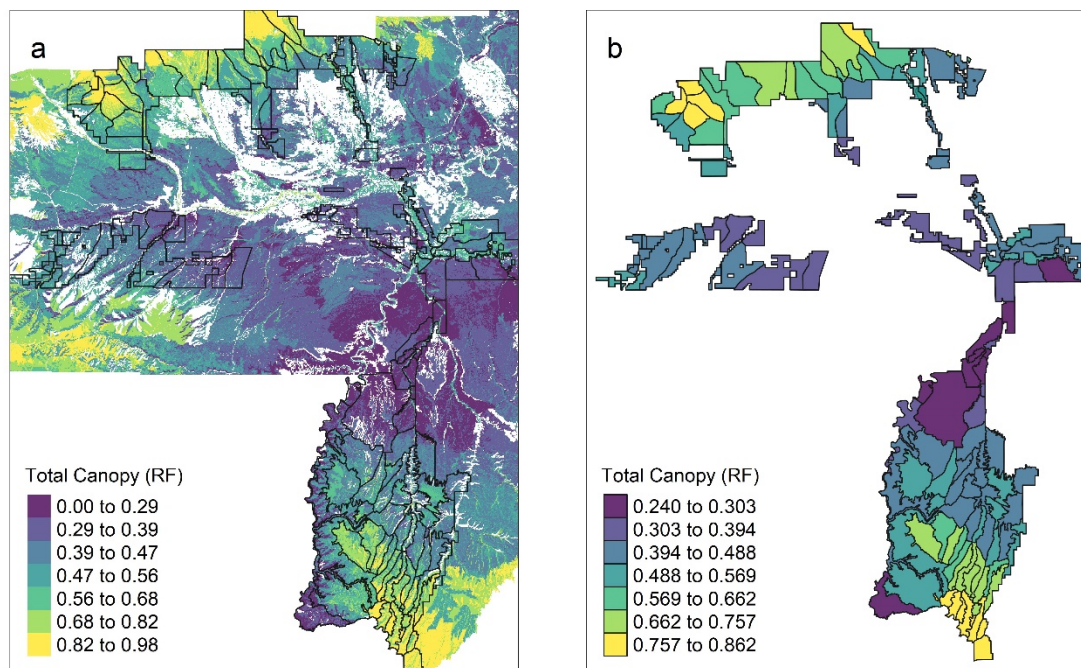 a
Total Canopy (RF)
0.00 to 0.29
0.29 to 0.39
0.39 to 0.47
0.47 to 0.56
0.56 to 0.68
0.68 to 0.82
0.82 to 0.98
b
Total Canopy (RF)
0.240 to 0.303
0.303 to 0.394
0.394 to 0.488
0.488 to 0.569
0.569 to 0.662
0.662 to 0.757
0.757 to 0.862